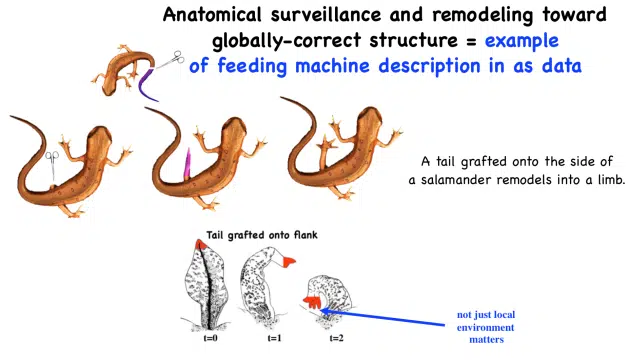 Anatomical surveillance and remodeling toward
globally-correct structure = example
of feeding machine description in as data
A tail grafted onto the side of
a salamander remodels into a limb.
Tail grafted onto flank
t=0 t=1 t=2
not just local
environment
matters